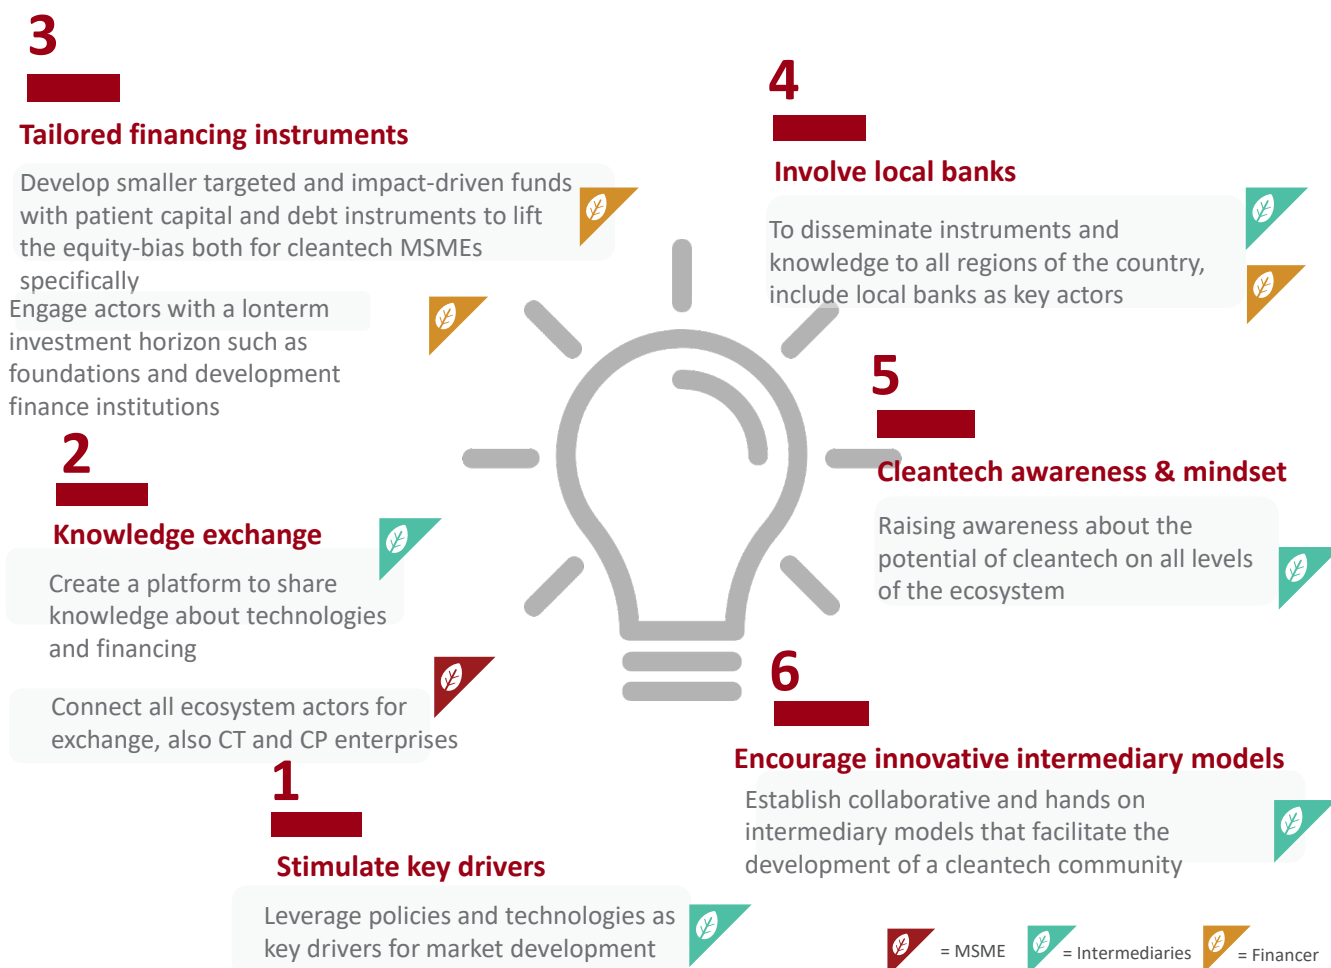 3
Tailored financing instruments
Develop smaller targeted and impact-driven funds
with patient capital and debt instruments to lift
the equity-bias both for cleantech MSMEs
specifically
Engage actors with a lonterm
investment horizon such as
foundations and development
finance institutions
2
Knowledge exchange
Create a platform to share
knowledge about technologies
and financing
Connect all ecosystem actors for
exchange, also CT and CP enterprises
1
Stimulate key drivers
Leverage policies and technologies as
key drivers for market development
4
Involve local banks
To disseminate instruments and
knowledge to all regions of the country,
include local banks as key actors
5
Cleantech awareness & mindset
Raising awareness about the
potential of cleantech on all levels
of the ecosystem
6
Encourage innovative intermediary models
Establish collaborative and hands on
intermediary models that facilitate the
development of a cleantech community
= MSME
= Intermediaries
= Financer